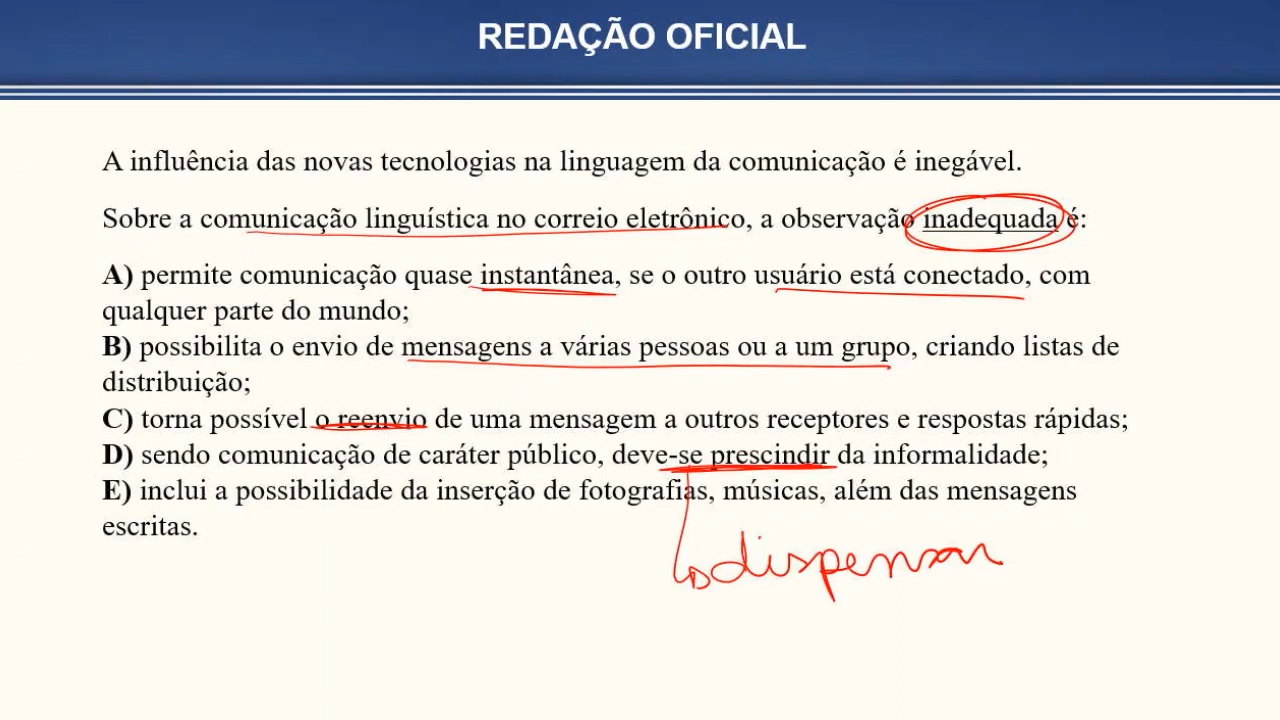 REDAÇÃO OFICIAL
A influência das novas tecnologias na linguagem da comunicação é inegável.
Sobre a comunicação linguística no correio eletrônico, a observação inadequada é:
A) permite comunicação quase instantânea, se o outro usuário está conectado, com
qualquer parte do mundo;
B) possibilita o envio de mensagens a várias pessoas ou a um grupo, criando listas de
distribuição;
C) torna possível o reenvio de uma mensagem a outros receptores e respostas rápidas;
D) sendo comunicação de caráter público, deve-se prescindir da informalidade;
E) inclui a possibilidade da inserção de fotografias, músicas, além das mensagens
escritas.
dispensar